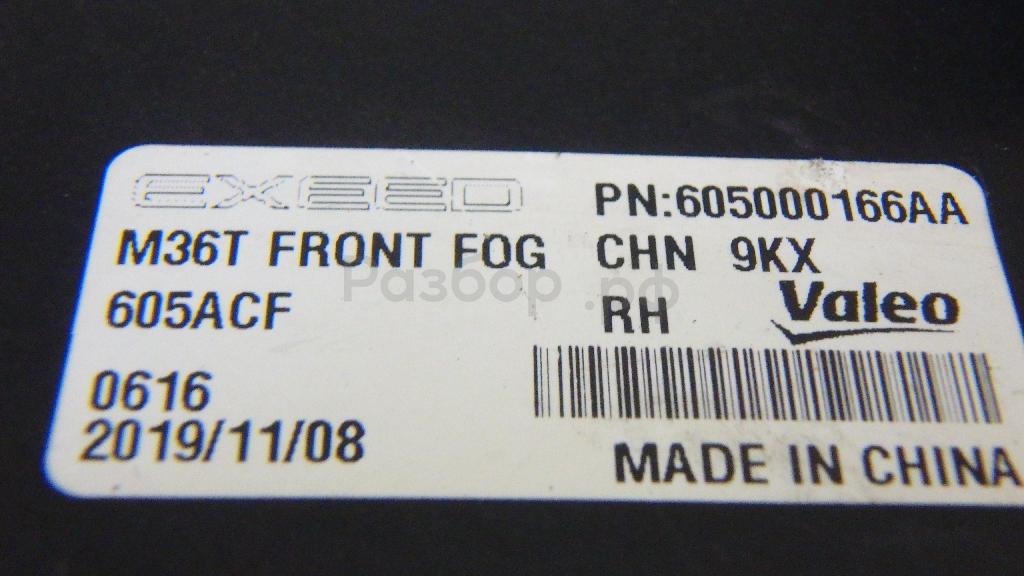 EXEED PN:605000166AA
M36T FRONT FOG CHN 9KX
Разбор.рф
605ACF RH Valeo
0616
2019/11/08
MADE IN CHINA